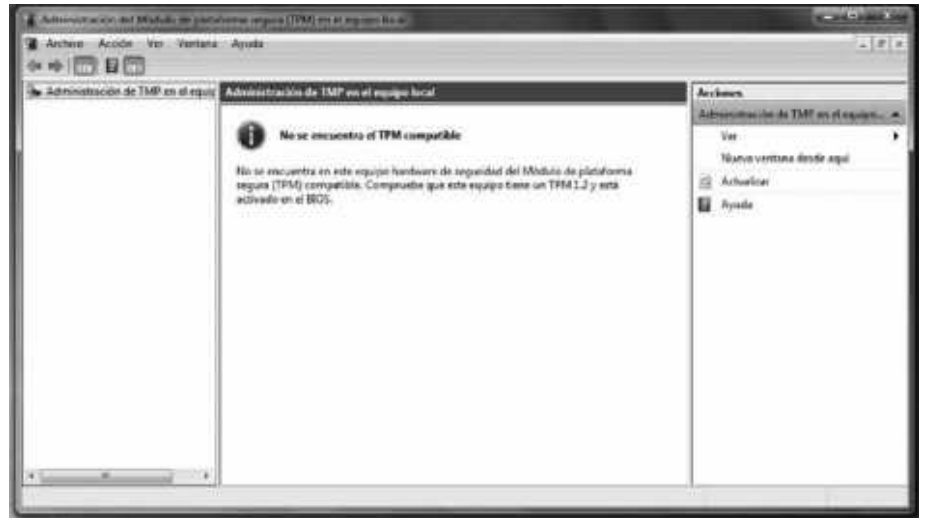 Administración del Módulo de plataforma segura (TPM) en el equipo local
Archivo Acción Ver Ventana Ayuda
Administración de TMP en el equip
Administración de TMP en el equipo local
No se encuentra el TPM compatible
No se encuentra en este equipo hardware de seguridad del Módulo de plataforma
segura (TPM) compatible. Compruebe que este equipo tiene un TPM 1.2 y está
activado en el BIOS.
Acciones
Administración de TMP en el equipo...
Ver
Nueva ventana desde aquí
Actualizar
Ayuda